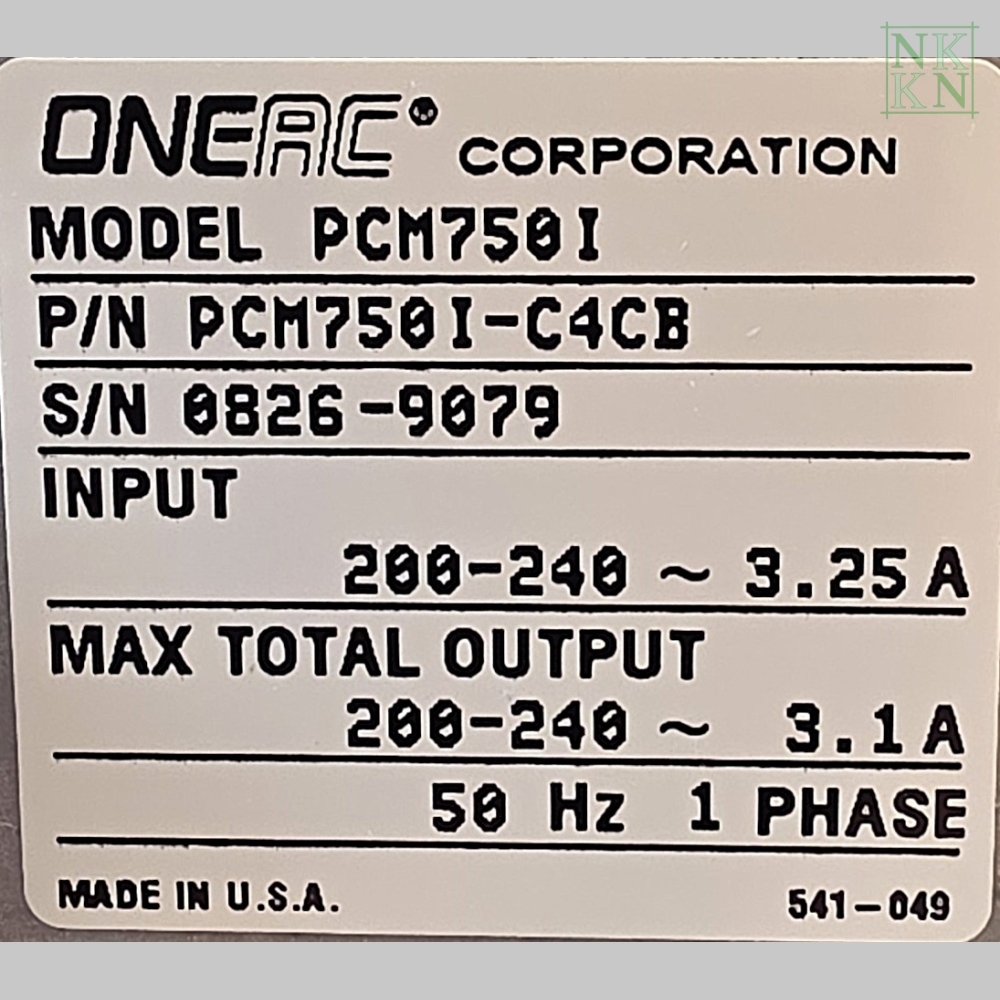 NK
KN
ONEAC® CORPORATION
MODEL PCM750I
P/N PCM750I-C4CB
S/N 0826-9079
INPUT
200-240 ~ 3.25 A
MAX TOTAL OUTPUT
200-240 ~ 3.1 A
50 Hz 1 PHASE
MADE IN U.S.A.
541-049